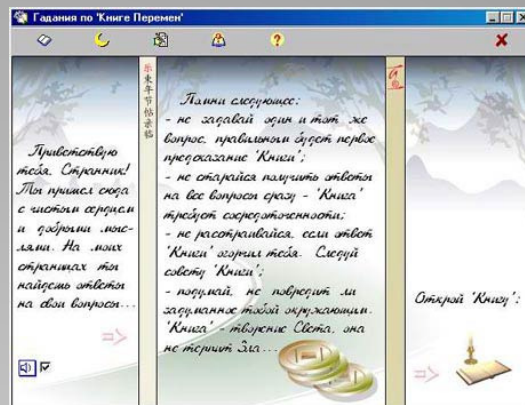 Гадания по 'Книге Перемен'
Приветствую
тебя, Странник!
Ты пришел сюда
с чистым сердцем
и добрыми мыс-
лями. На моих
страницах ты
найдешь ответы
на свои вопросы...
Помни следующее:
- не задавай один и тот же
вопрос, правильным будет первое
предсказание 'Книги';
- не старайся получить ответы
на все вопросы сразу - 'Книга'
требует сосредоточенности;
- не расстраивайся, если ответ
'Книги' огорчил тебя. Следуй
совету 'Книги';
- подумай, не повредит ли
задуманное тобой окружающим.
'Книга' - творение Света, она
не терпит Зла...
Открой 'Книгу':